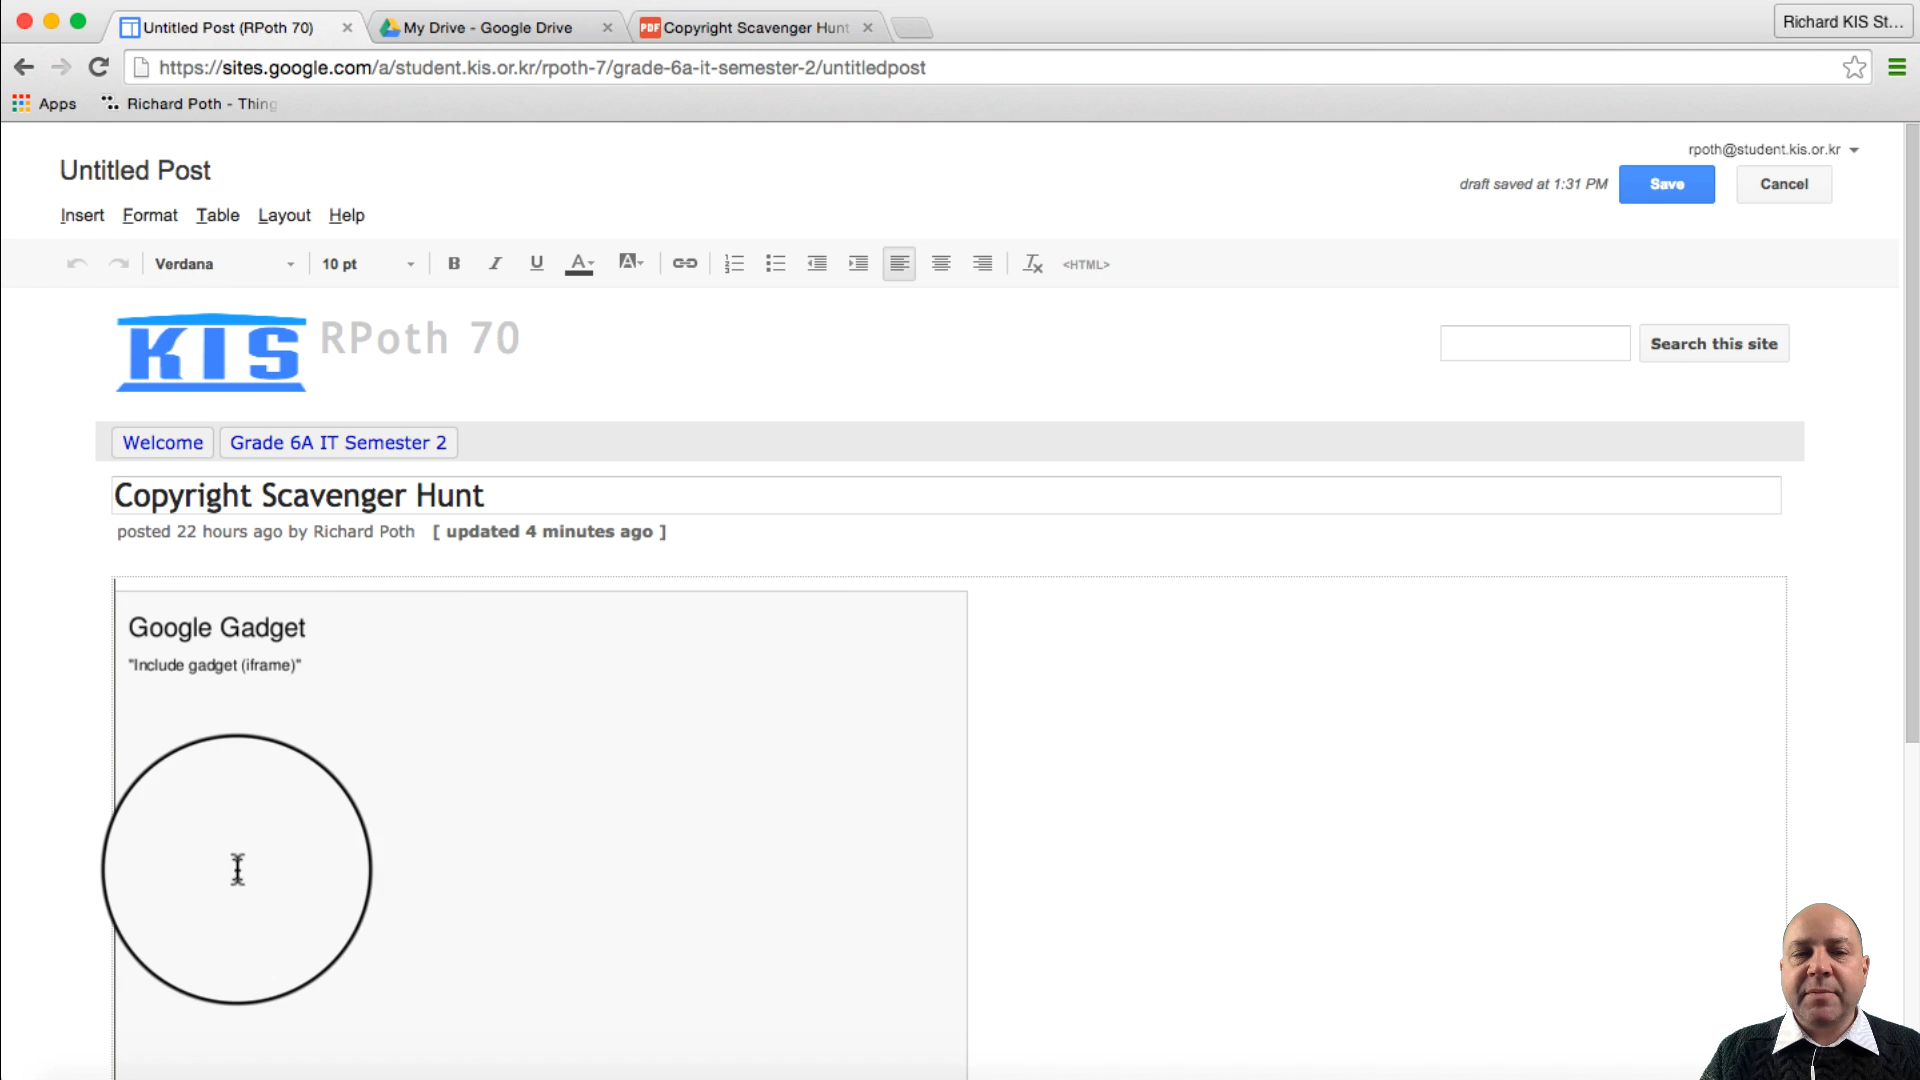 Untitled Post (RPoth 70)
My Drive - Google Drive
PDF Copyright Scavenger Hunt
Richard KIS St...
https://sites.google.com/a/student.kis.or.kr/rpoth-7/grade-6a-it-semester-2/untitledpost
Apps
Richard Poth - Thing
rpoth@student.kis.or.kr
Untitled Post
draft saved at 1:31 PM
Save
Cancel
Insert Format Table Layout Help
Verdana 10 pt B I U A A <HTML>
KIS RPoth 70
Search this site
Welcome
Grade 6A IT Semester 2
Copyright Scavenger Hunt
posted 22 hours ago by Richard Poth [ updated 4 minutes ago ]
Google Gadget
"Include gadget (iframe)"